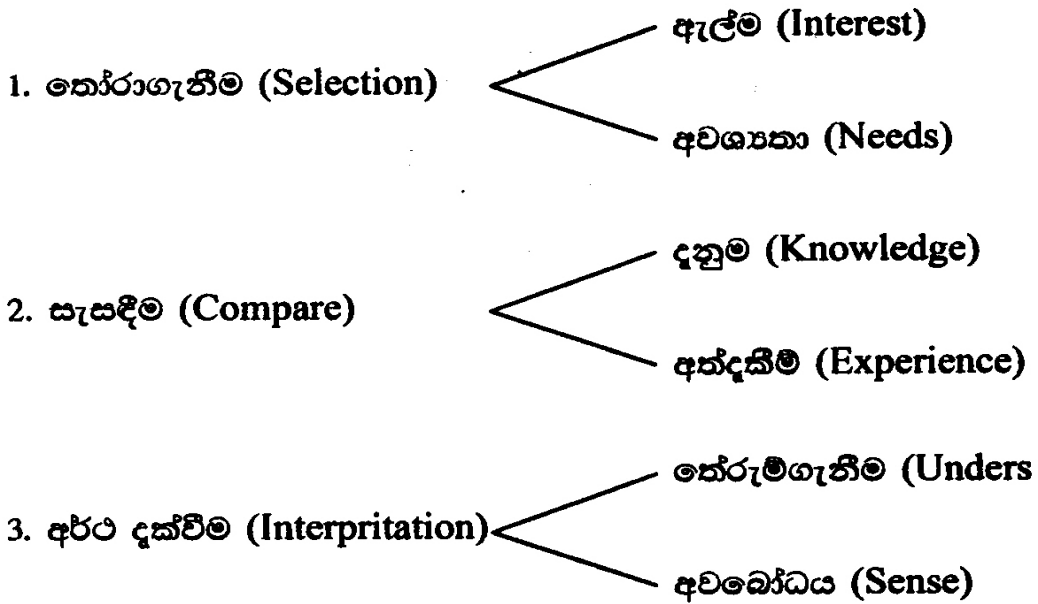 ඇල්ම (Interest)
1. තෝරාගැනීම (Selection)
අවශ්‍යතා (Needs)
දැනුම (Knowledge)
2. සැසඳීම (Compare)
අත්දැකීම් (Experience)
තේරුම්ගැනීම (Unders
3. අර්ථ දැක්වීම (Interpritation)
අවබෝධය (Sense)